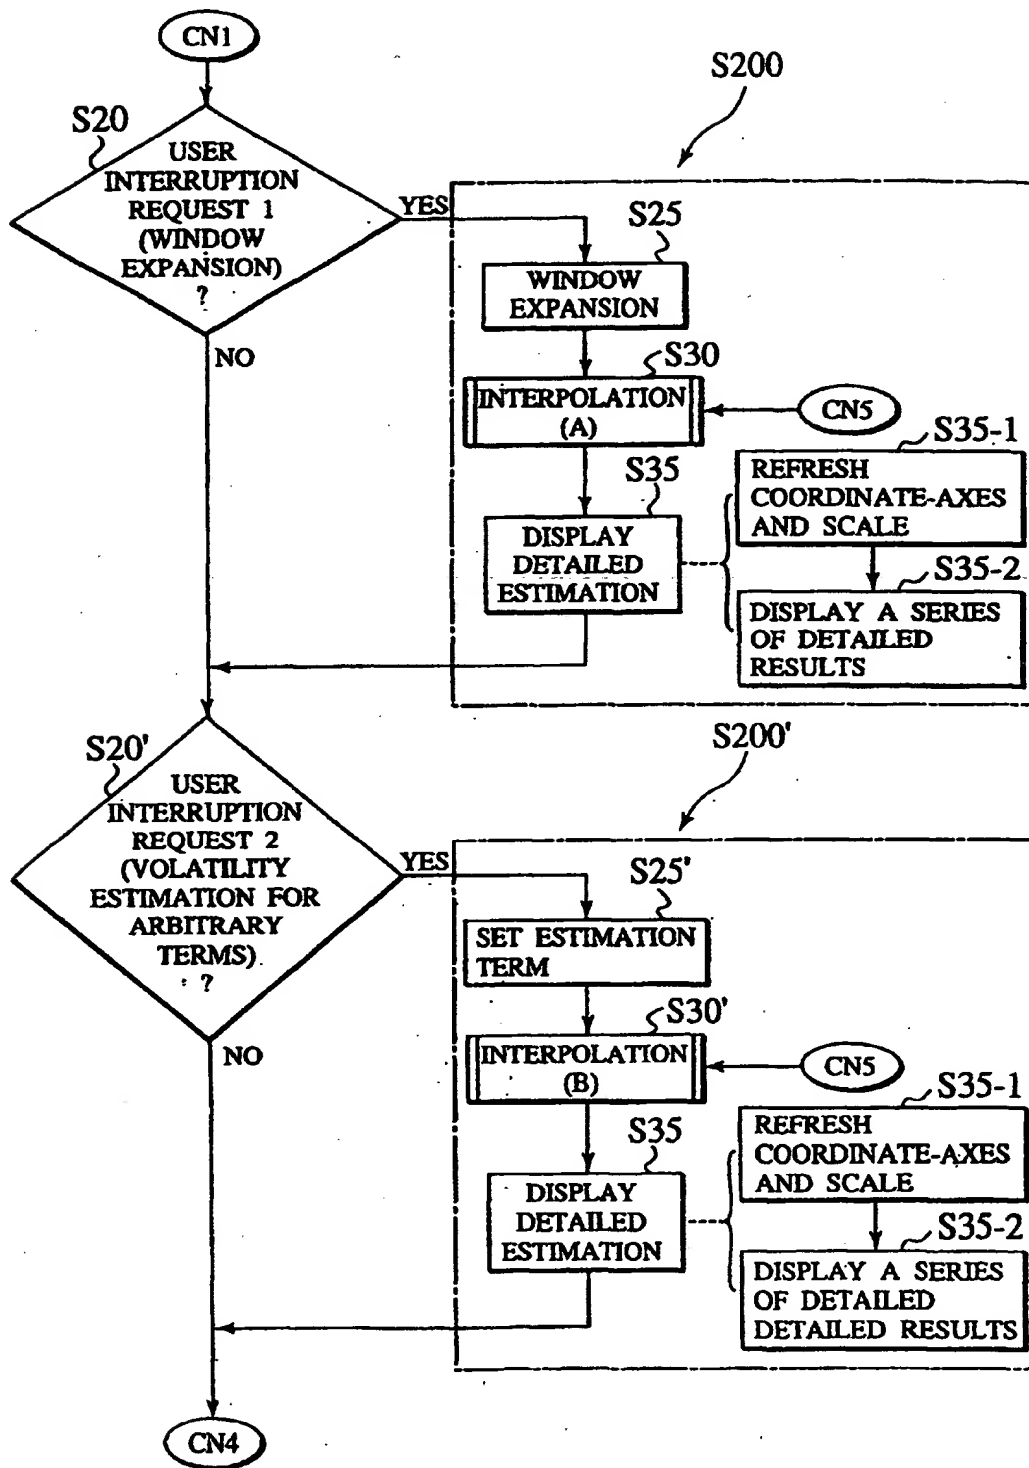 CN1
S200
S20
USER
INTERRUPTION
REQUEST 1
(WINDOW
EXPANSION)
?
YES
NO
S25
WINDOW
EXPANSION
S30
INTERPOLATION
(A)
CN5
S35
DISPLAY
DETAILED
ESTIMATION
S35-1
REFRESH
COORDINATE-AXES
AND SCALE
S35-2
DISPLAY A SERIES
OF DETAILED
RESULTS
S200'
S20'
USER
INTERRUPTION
REQUEST 2
(VOLATILITY
ESTIMATION FOR
ARBITRARY
TERMS)
?
YES
NO
S25'
SET ESTIMATION
TERM
S30'
INTERPOLATION
(B)
CN5
S35
DISPLAY
DETAILED
ESTIMATION
S35-1
REFRESH
COORDINATE-AXES
AND SCALE
S35-2
DISPLAY A SERIES
OF DETAILED
DETAILED RESULTS
CN4